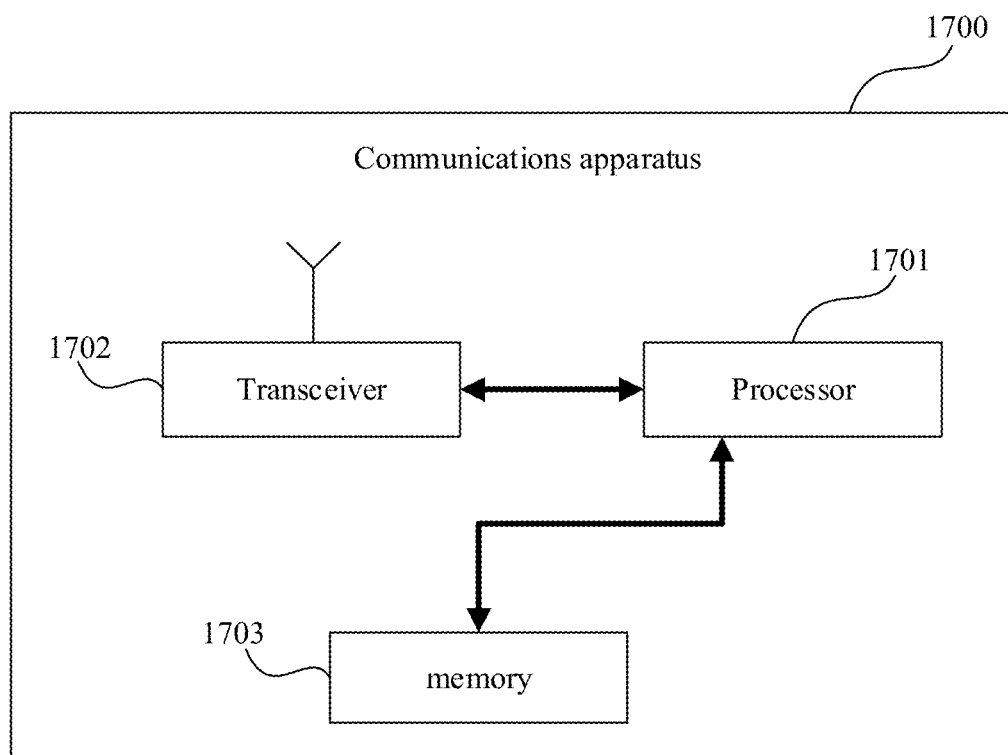 1700
Communications apparatus
1701
1702
Transceiver
Processor
1703
memory